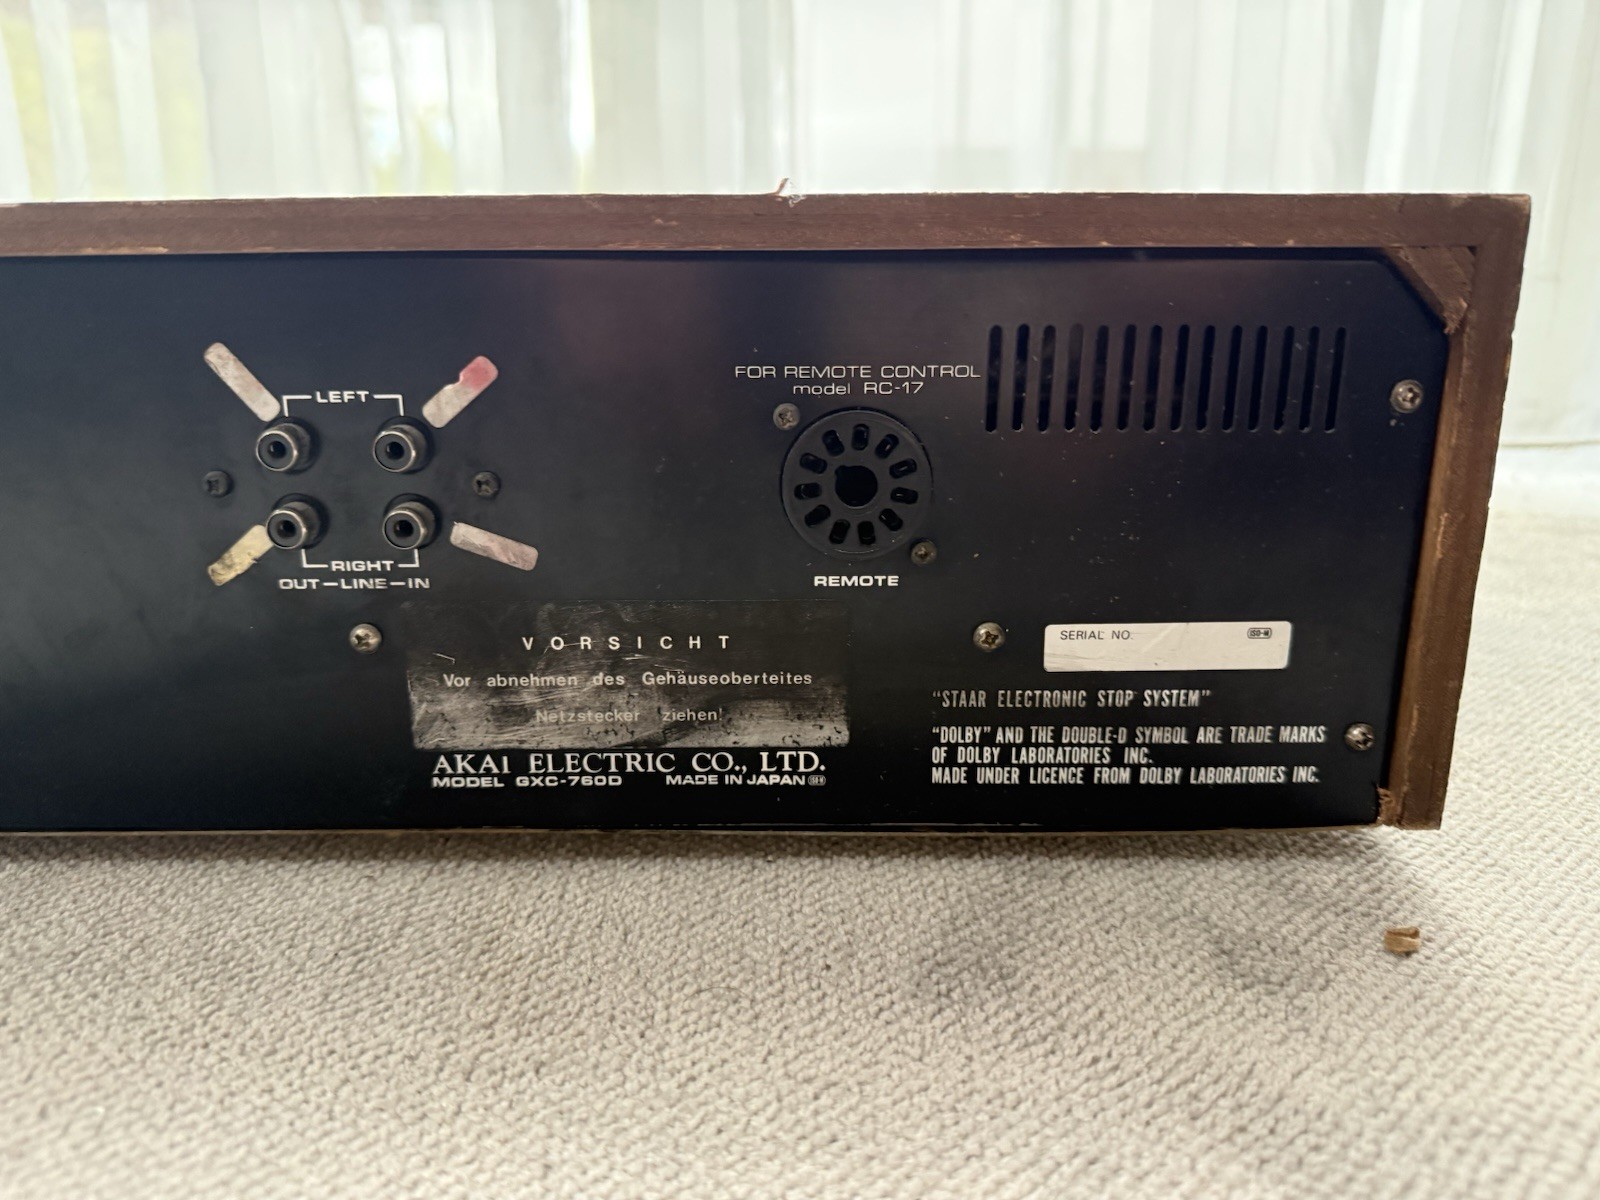 LEFT
RIGHT
OUT—LINE—IN
FOR REMOTE CONTROL
model RC-17
REMOTE
VORSICHT
Vor abnehmen des Gehäuseoberteites
Netzstecker ziehen!
AKAI ELECTRIC CO., LTD.
MODEL GXC-760D MADE IN JAPAN
SERIAL NO.
"STAAR ELECTRONIC STOP SYSTEM"
"DOLBY" AND THE DOUBLE-D SYMBOL ARE TRADE MARKS
OF DOLBY LABORATORIES INC.
MADE UNDER LICENCE FROM DOLBY LABORATORIES INC.